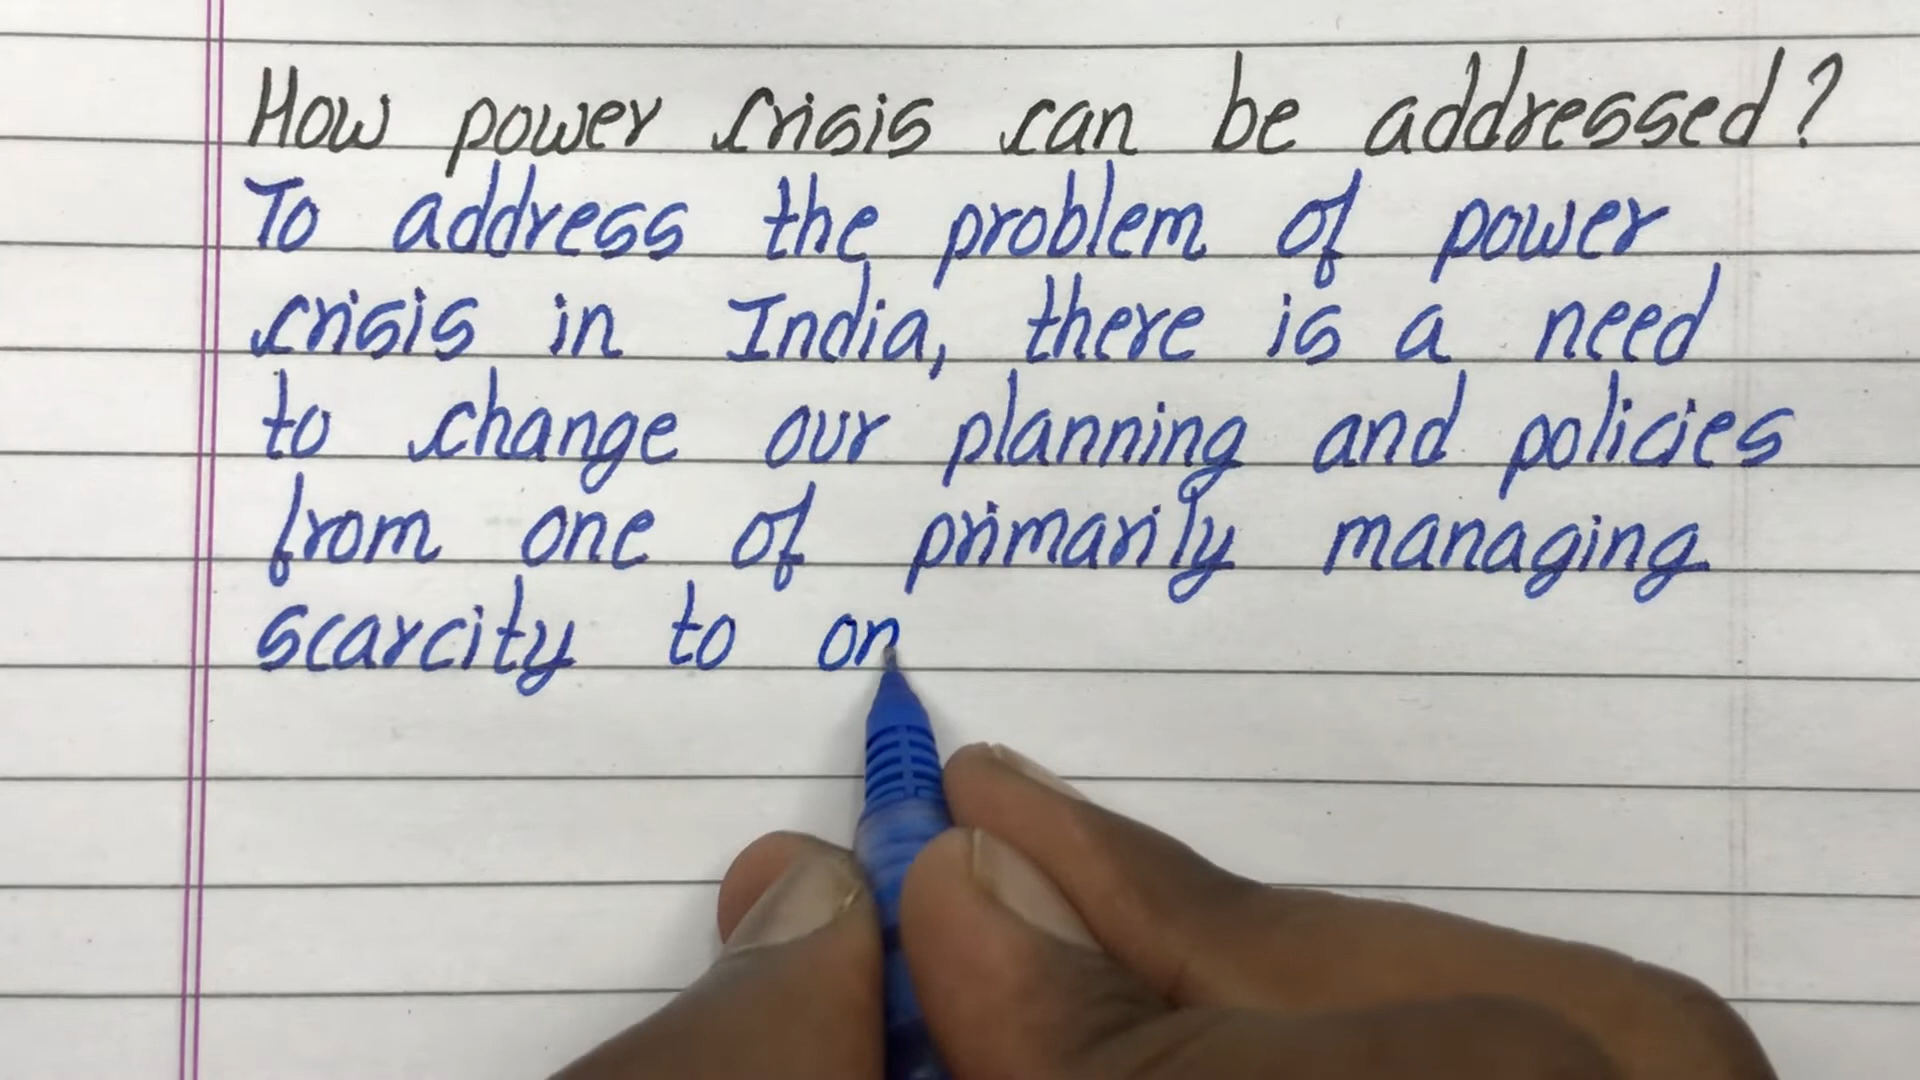 How power crisis can be addressed?
To address the problem of power
crisis in India, there is a need
to change our planning and policies
from one of primarily managing
scarcity to on